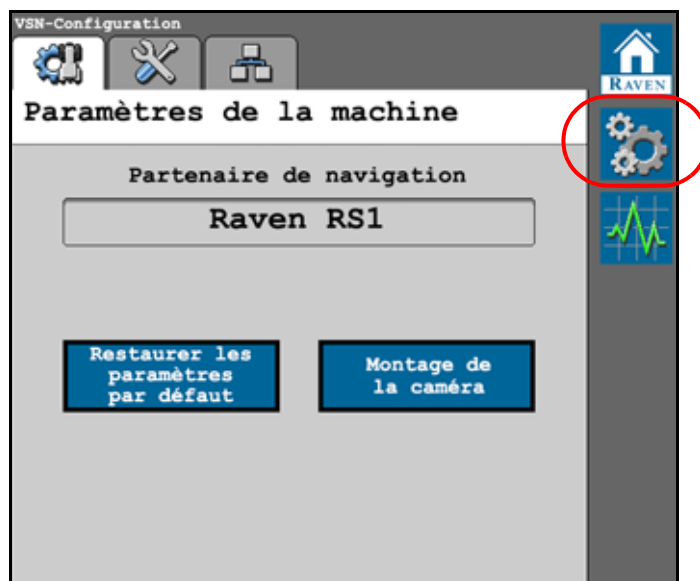 VSN-Configuration
RAVEN
Paramètres de la machine
Partenaire de navigation
Raven RS1
Restaurer les
paramètres
par défaut
Montage de
la caméra